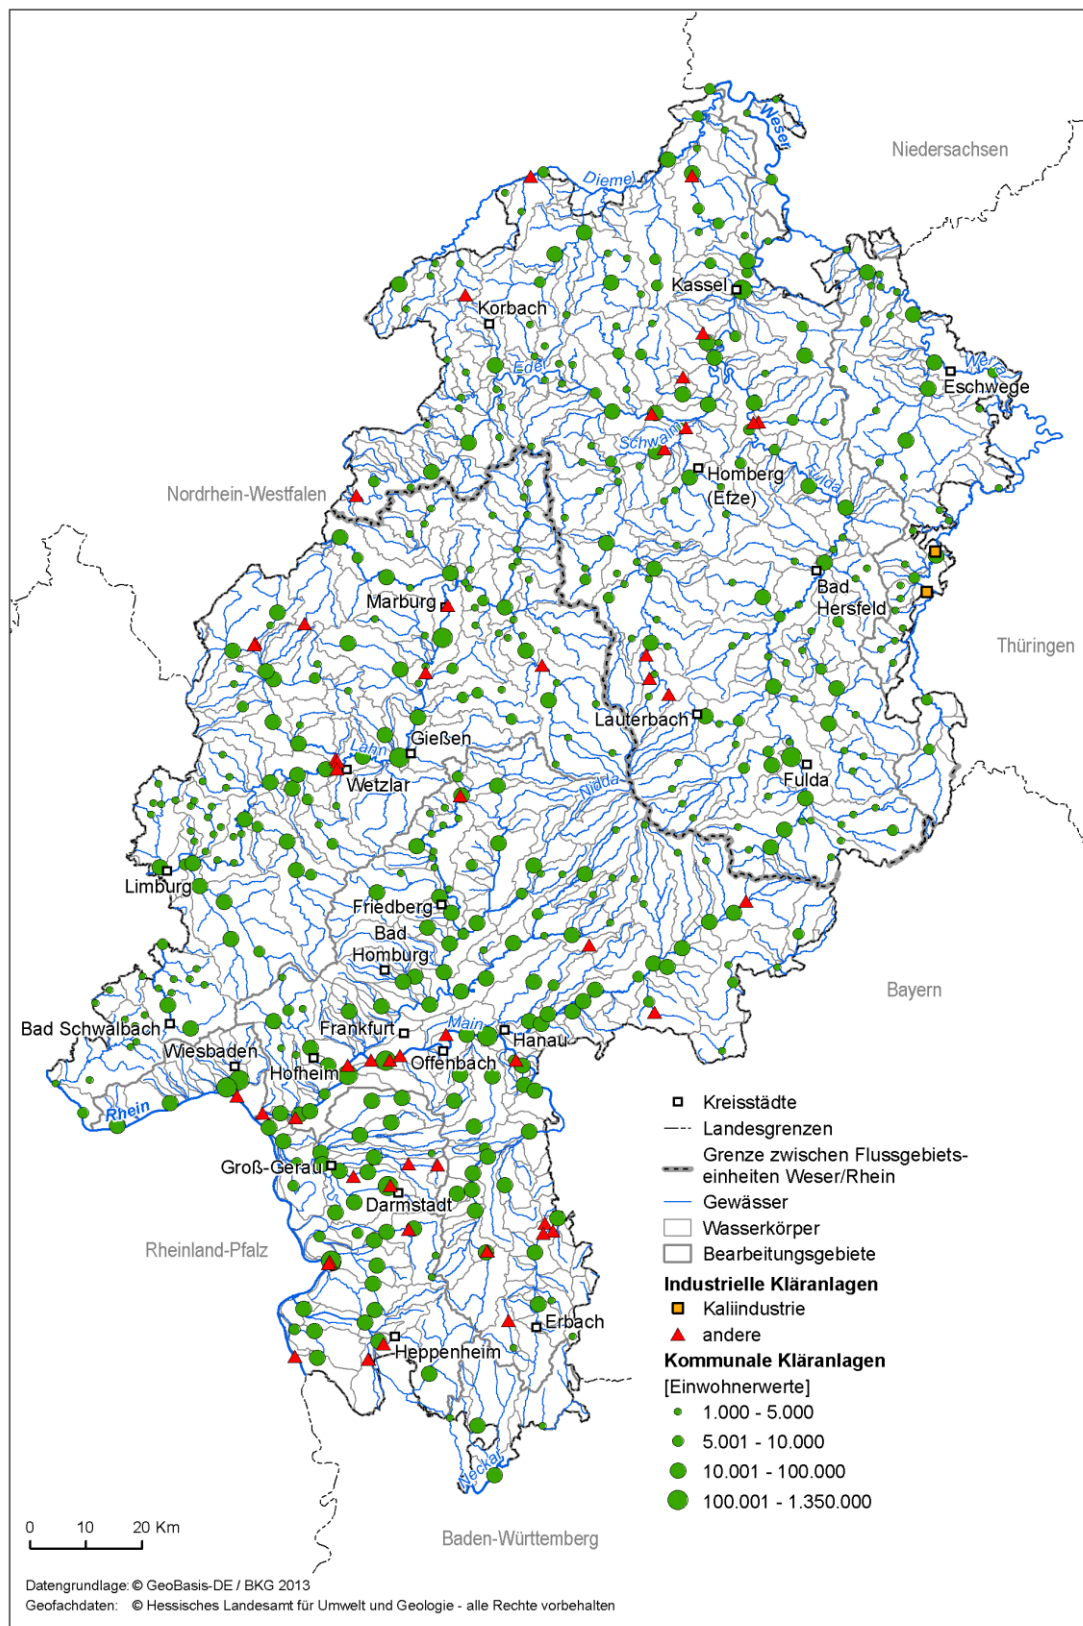 Weser
Niedersachsen
Diemel
Kassel
Korbach
Eder
Werra
Eschwege
Schwalm
Homberg
(Efze)
Fulda
Nordrhein-Westfalen
Bad
Hersfeld
Marburg
Thüringen
Lauterbach
Gießen
Lahn
Wetzlar
Fulda
Nidda
Limburg
Friedberg
Bad
Homburg
Bayern
Bad Schwalbach
Frankfurt
Main
Hanau
Wiesbaden
Offenbach
Hofheim
Rhein
Groß-Gerau
Darmstadt
Rheinland-Pfalz
Erbach
Heppenheim
Neckar
Baden-Württemberg
Kreisstädte
Landesgrenzen
Grenze zwischen Flussgebiets-
einheiten Weser/Rhein
Gewässer
Wasserkörper
Bearbeitungsgebiete
Industrielle Kläranlagen
Kaliindustrie
andere
Kommunale Kläranlagen
[Einwohnerwerte]
1.000 - 5.000
5.001 - 10.000
10.001 - 100.000
100.001 - 1.350.000
0 10 20 Km
Datengrundlage: © GeoBasis-DE / BKG 2013
Geofachdaten: © Hessisches Landesamt für Umwelt und Geologie - alle Rechte vorbehalten